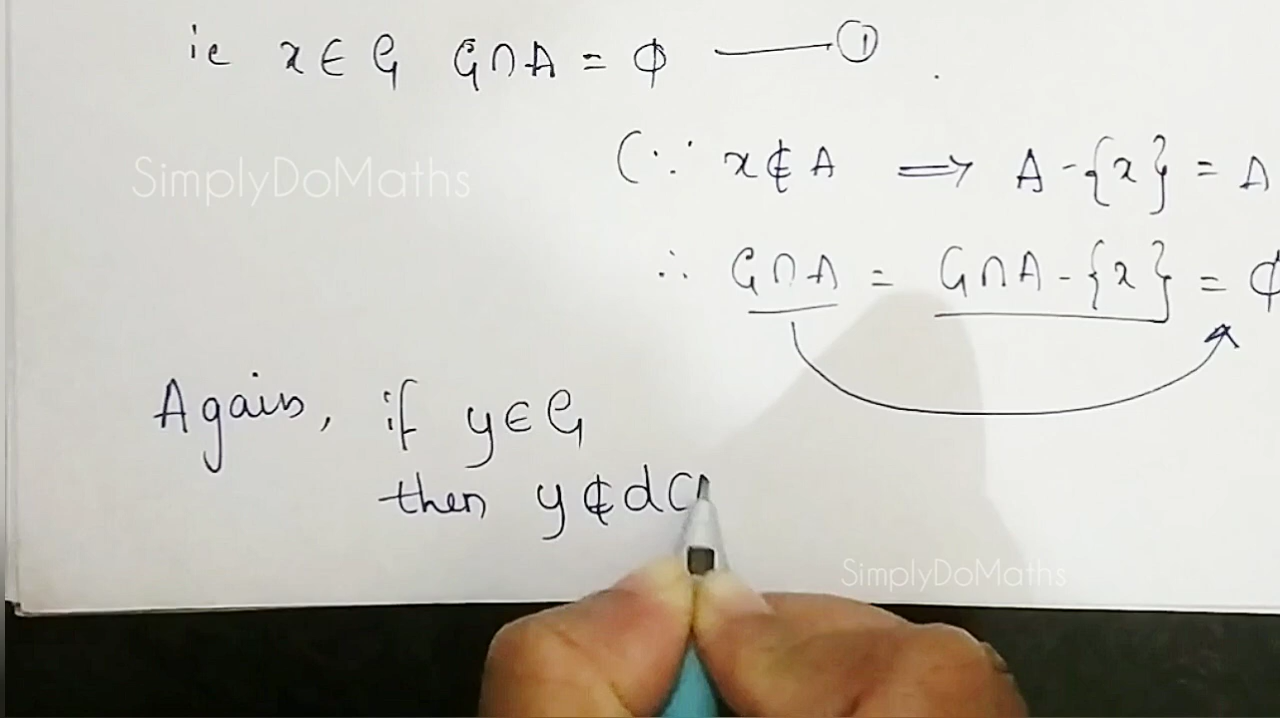 ie x ∈ G G∩A = ϕ —— ①
(∵ x ∉ A ⟹ A - {x} = A
SimplyDoMaths
∴ G∩A = G∩A - {x} = ϕ
Again, if y ∈ G
then y ∉ d(
SimplyDoMaths